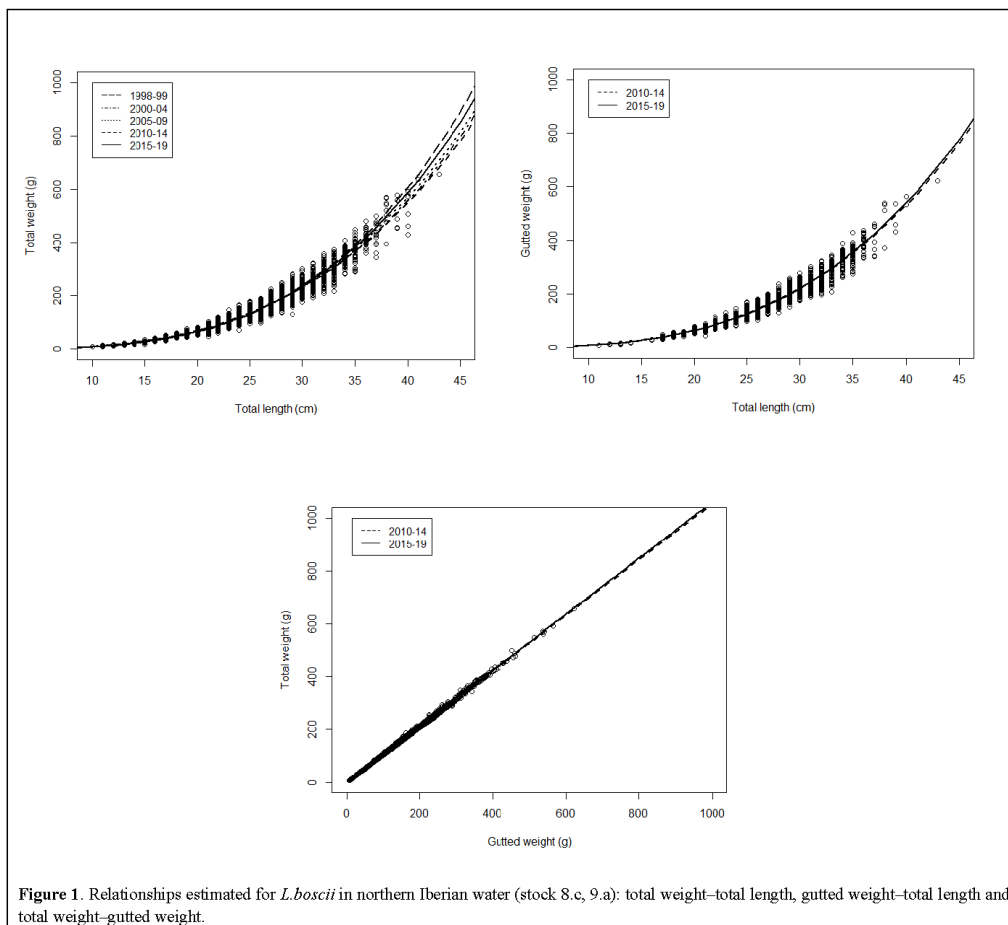 1998-99
2000-04
2005-09
2010-14
2015-19
Total weight (g)
0 200 400 600 800 1000
10 15 20 25 30 35 40 45
Total length (cm)
2010-14
2015-19
Gutted weight (g)
0 200 400 600 800 1000
10 15 20 25 30 35 40 45
Total length (cm)
2010-14
2015-19
Total weight (g)
0 200 400 600 800 1000
0 200 400 600 800 1000
Gutted weight (g)
Figure 1. Relationships estimated for L.boscii in northern Iberian water (stock 8.c, 9.a): total weight–total length, gutted weight–total length and
total weight–gutted weight.